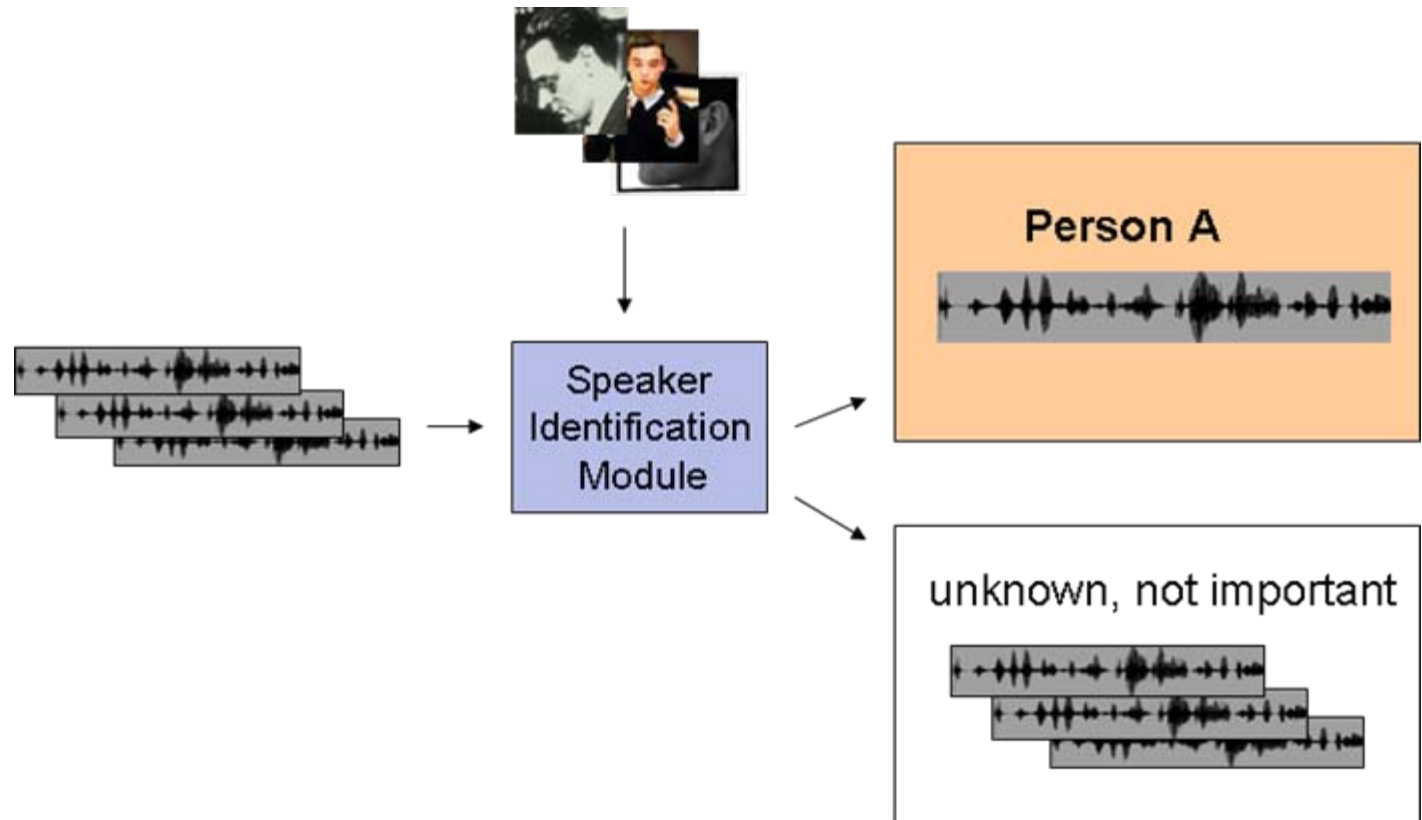 Person A
Speaker
Identification
Module
unknown, not important